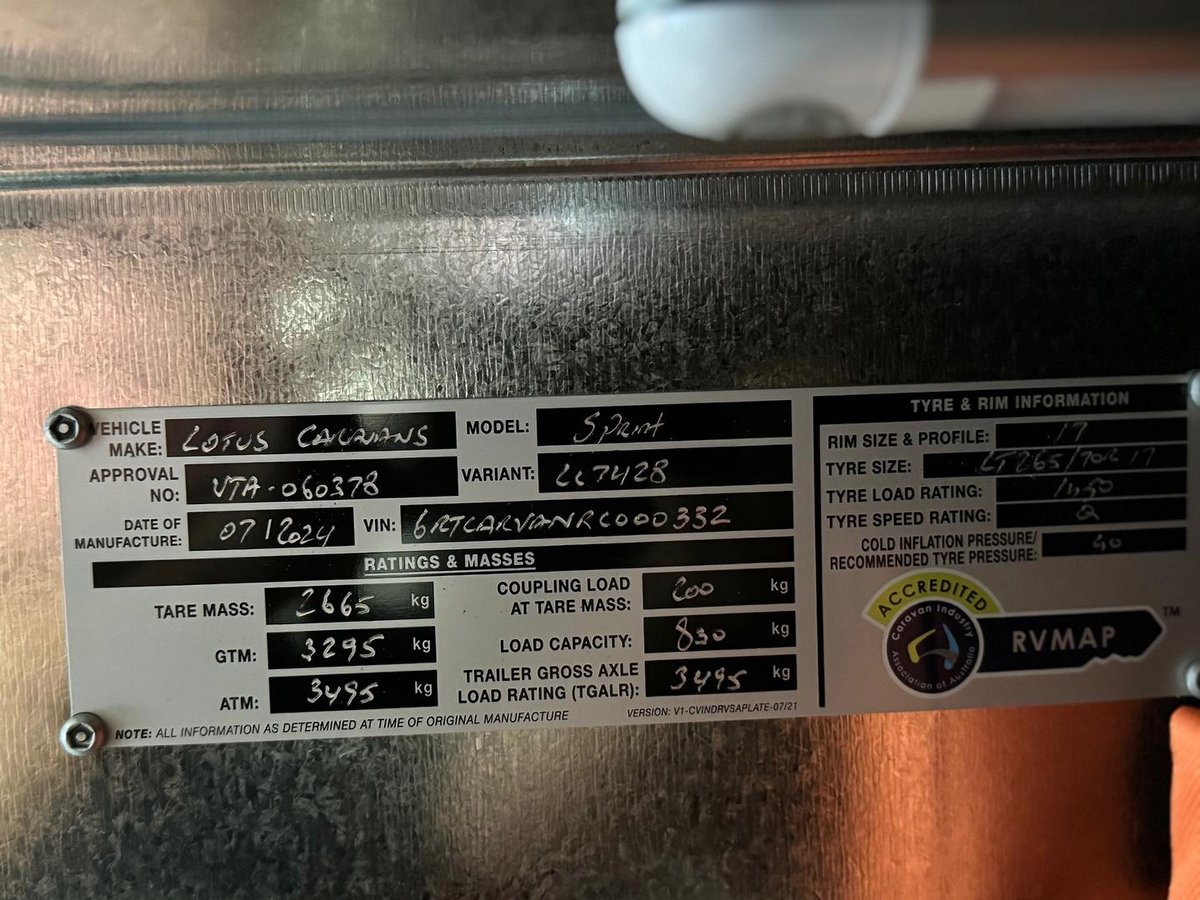 VEHICLE MAKE: LOTUS CARAVANS MODEL: Sprint
APPROVAL NO: VTA-060378 VARIANT: LC7428
DATE OF MANUFACTURE: 07/2024 VIN: 6RTCARVANRC000332
RATINGS & MASSES
TARE MASS: 2665 kg COUPLING LOAD AT TARE MASS: 200 kg
GTM: 3295 kg LOAD CAPACITY: 830 kg
ATM: 3495 kg TRAILER GROSS AXLE LOAD RATING (TGALR): 3495 kg
NOTE: ALL INFORMATION AS DETERMINED AT TIME OF ORIGINAL MANUFACTURE VERSION: V1-CVINDRVSAPLATE-07/21
TYRE & RIM INFORMATION
RIM SIZE & PROFILE: 17
TYRE SIZE: LT265/70R17
TYRE LOAD RATING:
TYRE SPEED RATING: Q
COLD INFLATION PRESSURE/
RECOMMENDED TYRE PRESSURE: 40
ACCREDITED
Caravan Industry
Association of Australia
RVMAP™